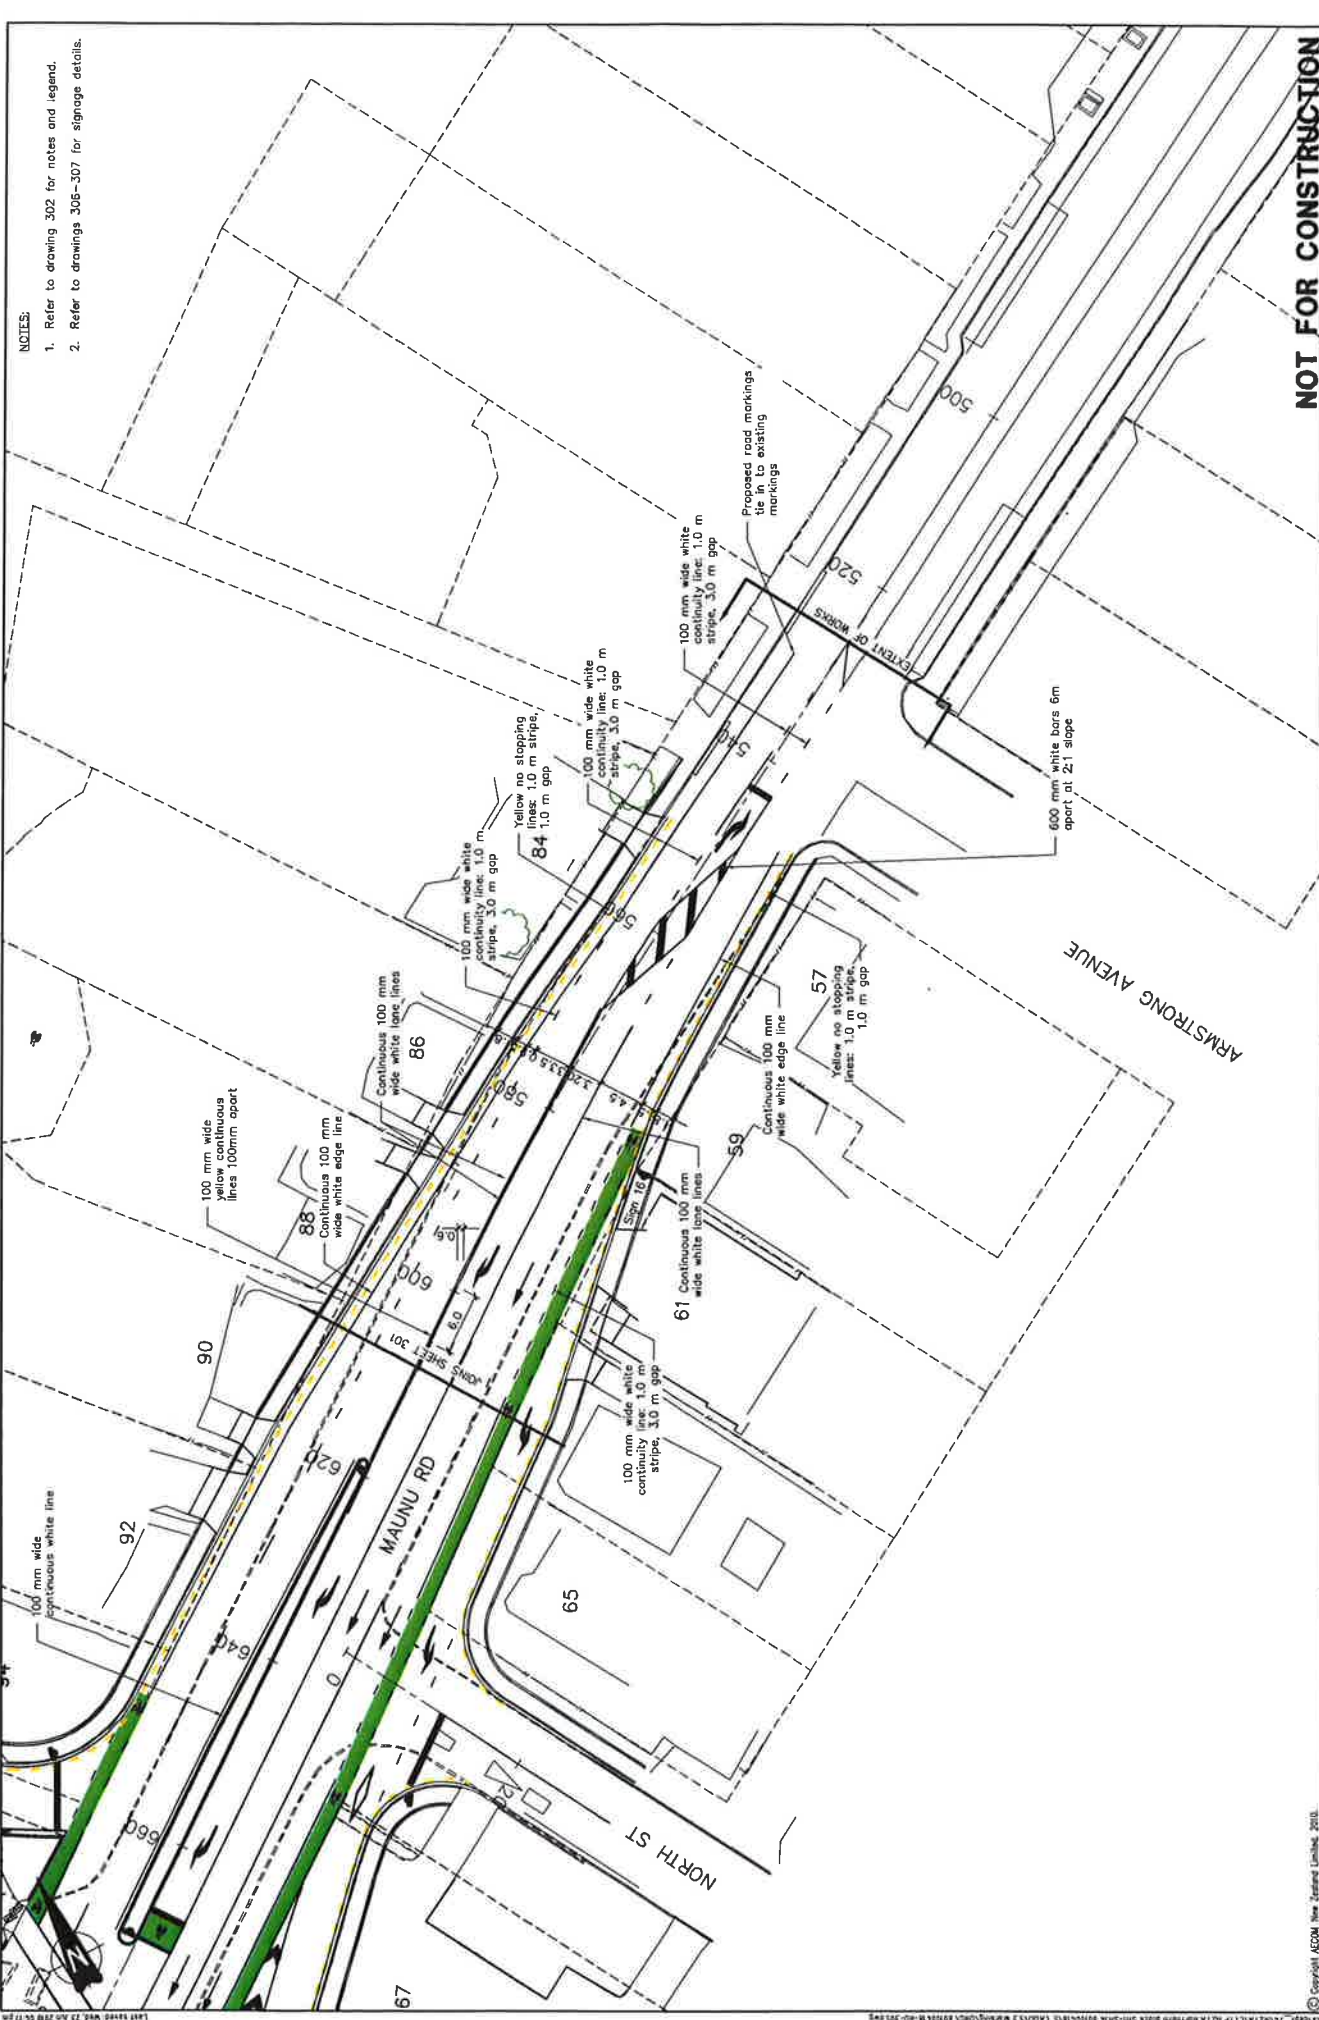 NOTES:
1. Refer to drawing 302 for notes and legend.
2. Refer to drawings 306-307 for signage details.
NOT FOR CONSTRUCTION
500
520
540
560
580
600
620
640
660
0
20
Proposed road markings
tie in to existing
markings
100 mm wide white
continuity line: 1.0 m
stripe, 3.0 m gap
EXTENT OF WORKS
100 mm wide white
continuity line: 1.0 m
stripe, 3.0 m gap
Yellow no stopping
lines: 1.0 m stripe,
1.0 m gap
84
100 mm wide white
continuity line: 1.0 m
stripe, 3.0 m gap
600 mm white bars 6m
apart at 2:1 slope
Continuous 100 mm
wide white lane lines
86
100 mm wide
yellow continuous
lines 100mm apart
88
Continuous 100 mm
wide white edge line
90
JOINS SHEET 301
6.0
92
100 mm wide
continuous white line
MAUNU RD
57
Yellow no stopping
lines: 1.0 m stripe,
1.0 m gap
Continuous 100 mm
wide white edge line
59
Sign 16
4.5
61
Continuous 100 mm
wide white lane lines
100 mm wide white
continuity line: 1.0 m
stripe, 3.0 m gap
65
67
ARMSTRONG AVENUE
NORTH ST
N
© Copyright AECOM New Zealand Limited. 2010.